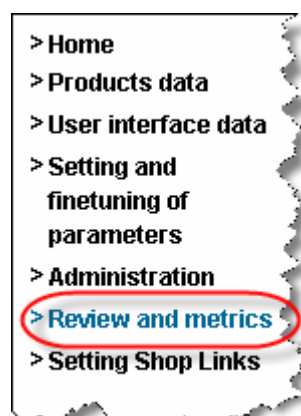 > Home
> Products data
> User interface data
> Setting and
finetuning of
parameters
> Administration
> Review and metrics
> Setting Shop Links